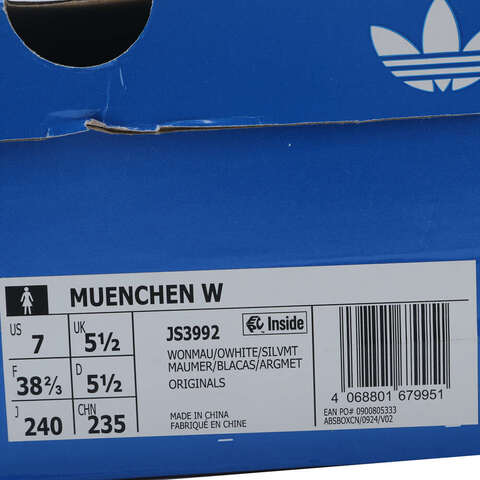 MUENCHEN W
US 7 UK 5½
F 38⅔ D 5½
J 240 CHN 235
JS3992 Inside
WONMAU/OWHITE/SILVMT
MAUMER/BLACAS/ARGMET
ORIGINALS
MADE IN CHINA
FABRIQUÉ EN CHINE
4 068801 679951
EAN PO# 0900805333
ABSBOXCN/0924/V02